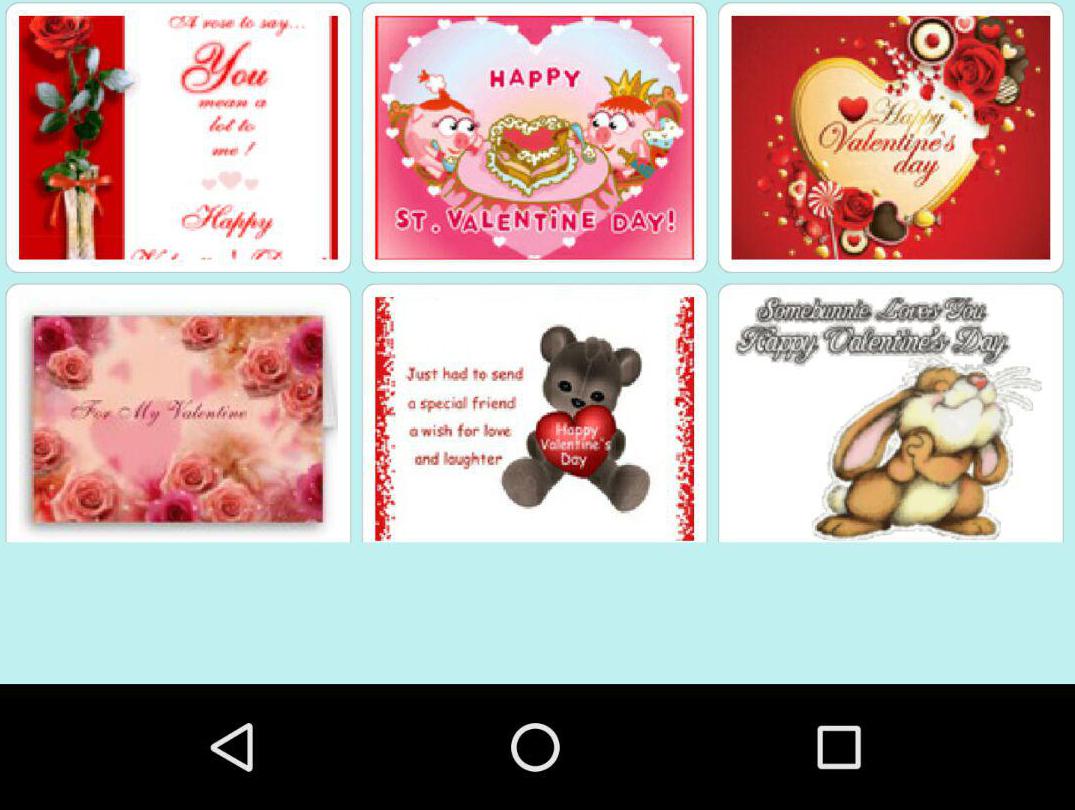 A rose to say...
You
mean a
lot to
me !
Happy
HAPPY
ST. VALENTINE DAY!
Happy
Valentine's
day
For My Valentine
Just had to send
a special friend
a wish for love
and laughter
Happy
Valentine's
Day
Somebunnie Loves You
Happy Valentine's Day